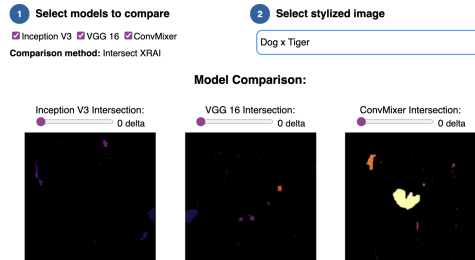 1 Select models to compare
Inception V3 VGG 16 ConvMixer
Comparison method: Intersect XRAI
2 Select stylized image
Dog x Tiger
Model Comparison:
Inception V3 Intersection:
0 delta
VGG 16 Intersection:
0 delta
ConvMixer Intersection:
0 delta